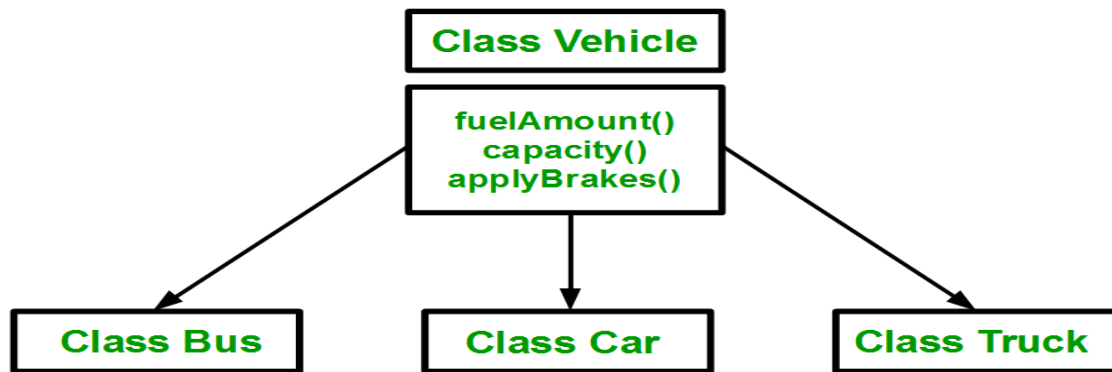 Class Vehicle
fuelAmount()
capacity()
applyBrakes()
Class Bus
Class Car
Class Truck